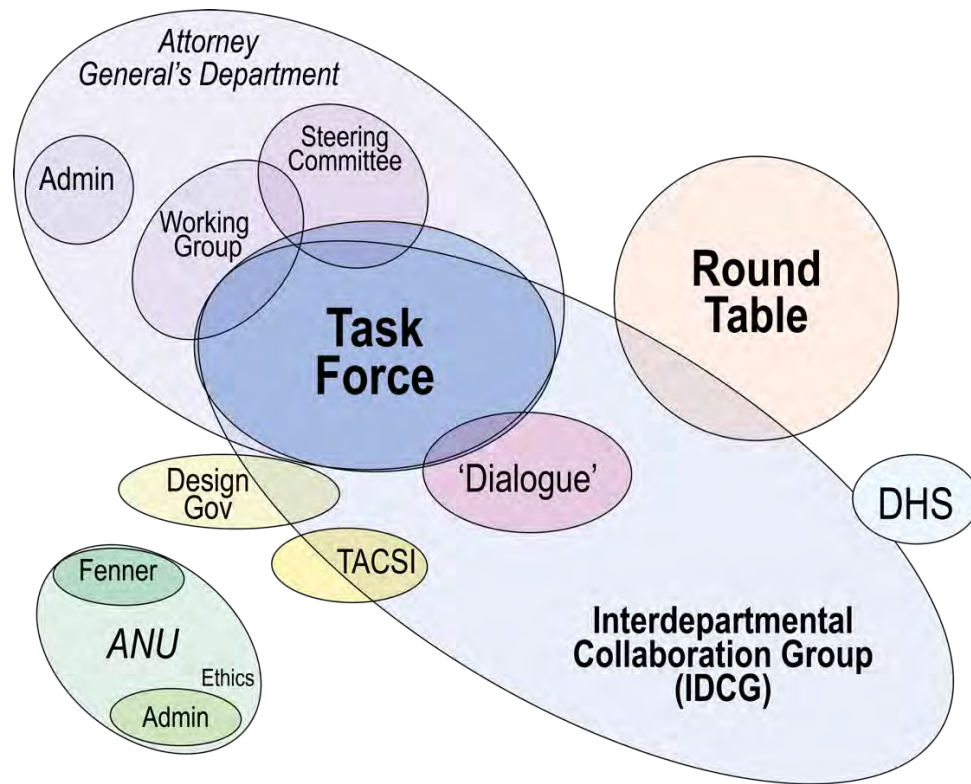 Attorney
General's Department
Steering
Committee
Admin
Working
Group
Round
Table
Task
Force
Design
Gov
'Dialogue'
DHS
TACSI
Fenner
ANU
Ethics
Admin
Interdepartmental
Collaboration Group
(IDCG)